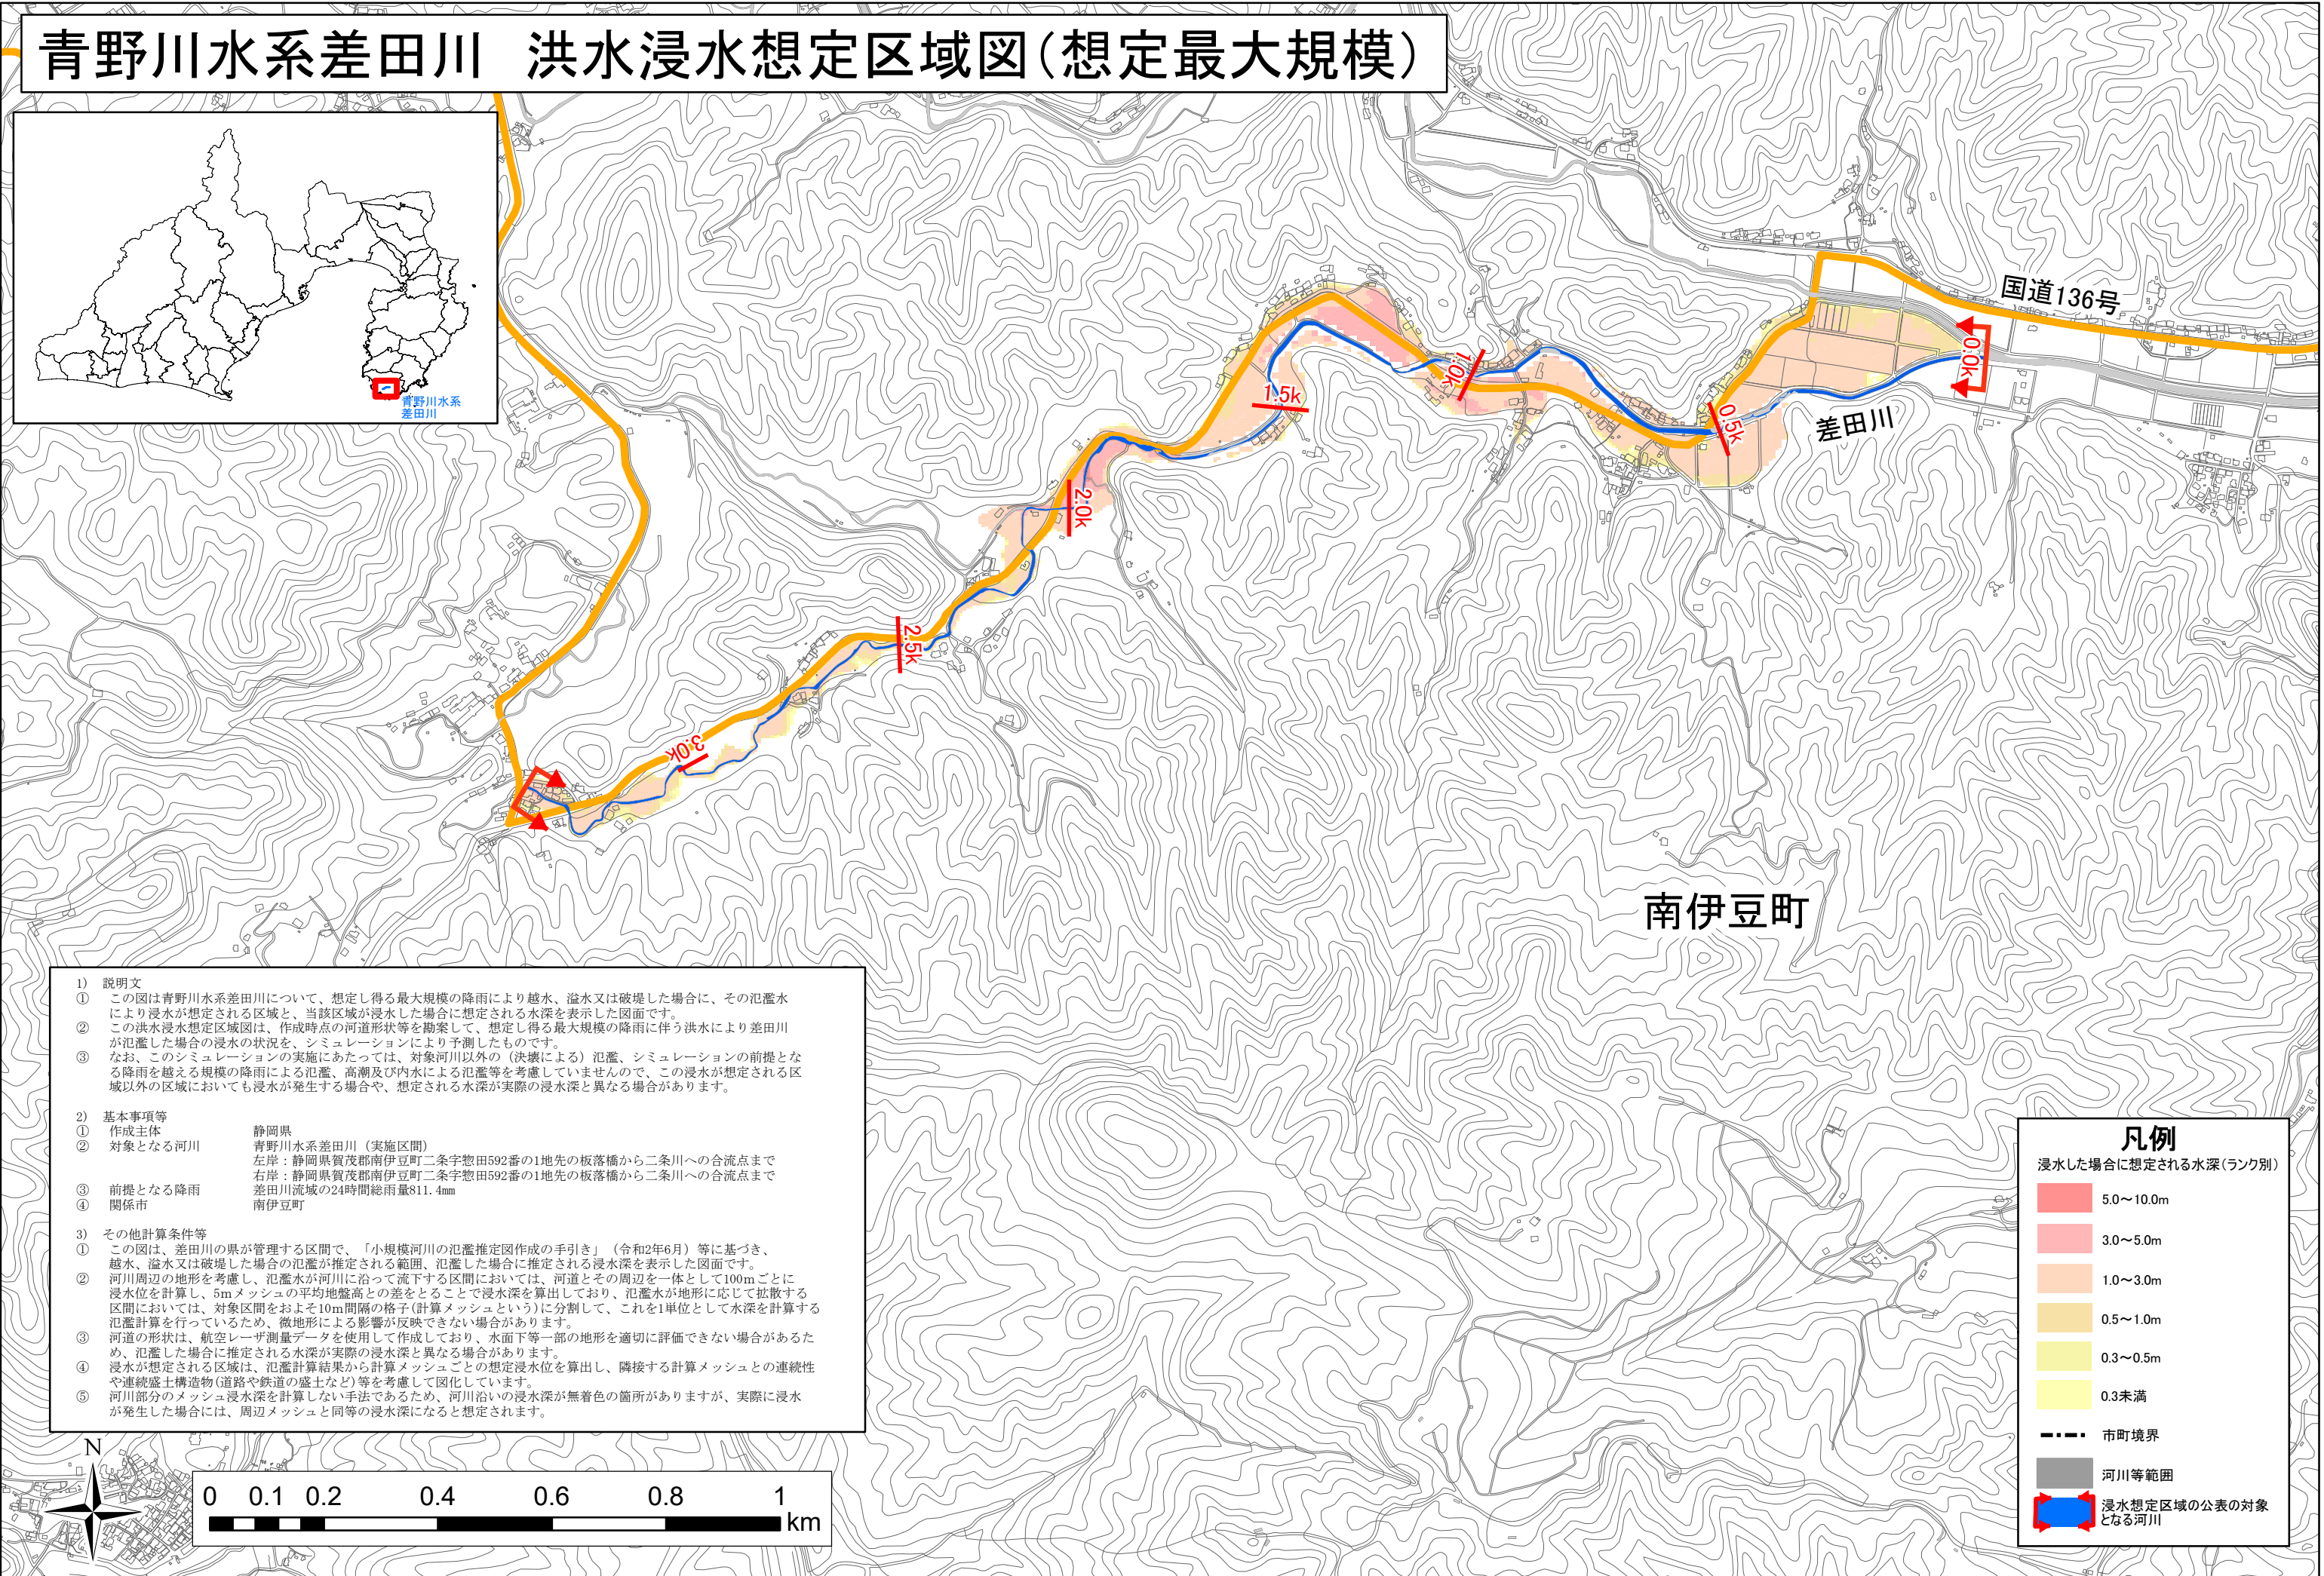 青野川水系差田川　洪水浸水想定区域図（想定最大規模）
青野川水系
差田川
国道136号
差田川
0.0k
0.5k
1.0k
1.5k
2.0k
2.5k
3.0k
南伊豆町
1)　説明文
①　この図は青野川水系差田川について、想定し得る最大規模の降雨により越水、溢水又は破堤した場合に、その氾濫水
により浸水が想定される区域と、当該区域が浸水した場合に想定される水深を表示した図面です。
②　この洪水浸水想定区域図は、作成時点の河道形状等を勘案して、想定し得る最大規模の降雨に伴う洪水により差田川
が氾濫した場合の浸水の状況を、シミュレーションにより予測したものです。
③　なお、このシミュレーションの実施にあたっては、対象河川以外の（決壊による）氾濫、シミュレーションの前提とな
る降雨を越える規模の降雨による氾濫、高潮及び内水による氾濫等を考慮していませんので、この浸水が想定される区
域以外の区域においても浸水が発生する場合や、想定される水深が実際の浸水深と異なる場合があります。
2)　基本事項等
①　作成主体　静岡県
②　対象となる河川　青野川水系差田川（実施区間）
左岸：静岡県賀茂郡南伊豆町二条字惣田592番の1地先の板落橋から二条川への合流点まで
右岸：静岡県賀茂郡南伊豆町二条字惣田592番の1地先の板落橋から二条川への合流点まで
③　前提となる降雨　差田川流域の24時間総雨量811.4mm
④　関係市　南伊豆町
3)　その他計算条件等
①　この図は、差田川の県が管理する区間で、「小規模河川の氾濫推定図作成の手引き」（令和2年6月）等に基づき、
越水、溢水又は破堤した場合の氾濫が推定される範囲、氾濫した場合に推定される浸水深を表示した図面です。
②　河川周辺の地形を考慮し、氾濫水が河川に沿って流下する区間においては、河道とその周辺を一体として100mごとに
浸水位を計算し、5mメッシュの平均地盤高との差をとることで浸水深を算出しており、氾濫水が地形に応じて拡散する
区間においては、対象区間をおよそ10m間隔の格子(計算メッシュという)に分割して、これを1単位として水深を計算する
氾濫計算を行っているため、微地形による影響が反映できない場合があります。
③　河道の形状は、航空レーザ測量データを使用して作成しており、水面下等一部の地形を適切に評価できない場合があるた
め、氾濫した場合に推定される水深が実際の浸水深と異なる場合があります。
④　浸水が想定される区域は、氾濫計算結果から計算メッシュごとの想定浸水位を算出し、隣接する計算メッシュとの連続性
や連続盛土構造物(道路や鉄道の盛土など)等を考慮して図化しています。
⑤　河川部分のメッシュ浸水深を計算しない手法であるため、河川沿いの浸水深が無着色の箇所がありますが、実際に浸水
が発生した場合には、周辺メッシュと同等の浸水深になると想定されます。
N
0 0.1 0.2 0.4 0.6 0.8 1
km
凡例
浸水した場合に想定される水深(ランク別)
5.0～10.0m
3.0～5.0m
1.0～3.0m
0.5～1.0m
0.3～0.5m
0.3未満
市町境界
河川等範囲
浸水想定区域の公表の対象
となる河川